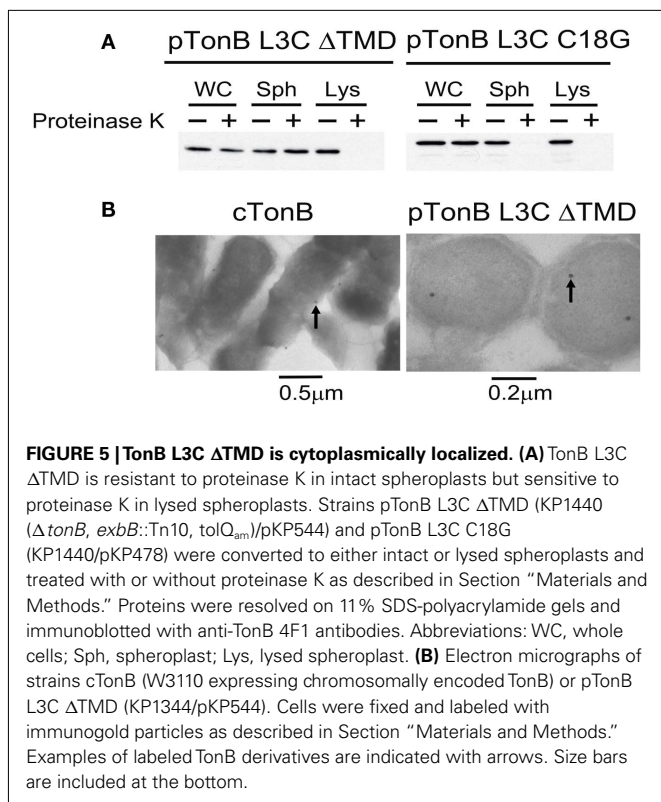 A
pTonB L3C ΔTMD pTonB L3C C18G
WC Sph Lys WC Sph Lys
Proteinase K − + − + − + − + − + − +
B
cTonB pTonB L3C ΔTMD
0.5μm 0.2μm
FIGURE 5 | TonB L3C ΔTMD is cytoplasmically localized. (A) TonB L3C
ΔTMD is resistant to proteinase K in intact spheroplasts but sensitive to
proteinase K in lysed spheroplasts. Strains pTonB L3C ΔTMD (KP1440
(ΔtonB, exbB::Tn10, tolQam)/pKP544) and pTonB L3C C18G
(KP1440/pKP478) were converted to either intact or lysed spheroplasts and
treated with or without proteinase K as described in Section “Materials and
Methods.” Proteins were resolved on 11% SDS-polyacrylamide gels and
immunoblotted with anti-TonB 4F1 antibodies. Abbreviations: WC, whole
cells; Sph, spheroplast; Lys, lysed spheroplast. (B) Electron micrographs of
strains cTonB (W3110 expressing chromosomally encoded TonB) or pTonB
L3C ΔTMD (KP1344/pKP544). Cells were fixed and labeled with
immunogold particles as described in Section “Materials and Methods.”
Examples of labeled TonB derivatives are indicated with arrows. Size bars
are included at the bottom.